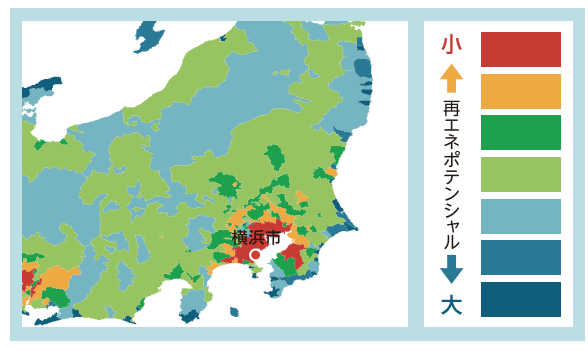 横浜市
小
再エネポテンシャル
大